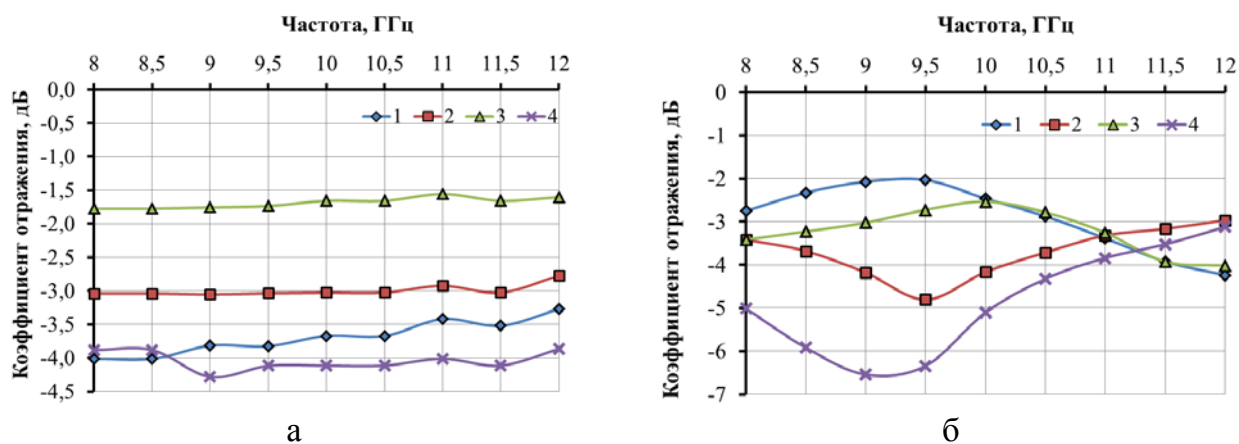 Частота, ГГц
8 8,5 9 9,5 10 10,5 11 11,5 12
Коэффициент отражения, дБ
0,0
-0,5
-1,0
-1,5
-2,0
-2,5
-3,0
-3,5
-4,0
-4,5
1 2 3 4
а
Частота, ГГц
8 8,5 9 9,5 10 10,5 11 11,5 12
Коэффициент отражения, дБ
0
-1
-2
-3
-4
-5
-6
-7
1 2 3 4
б